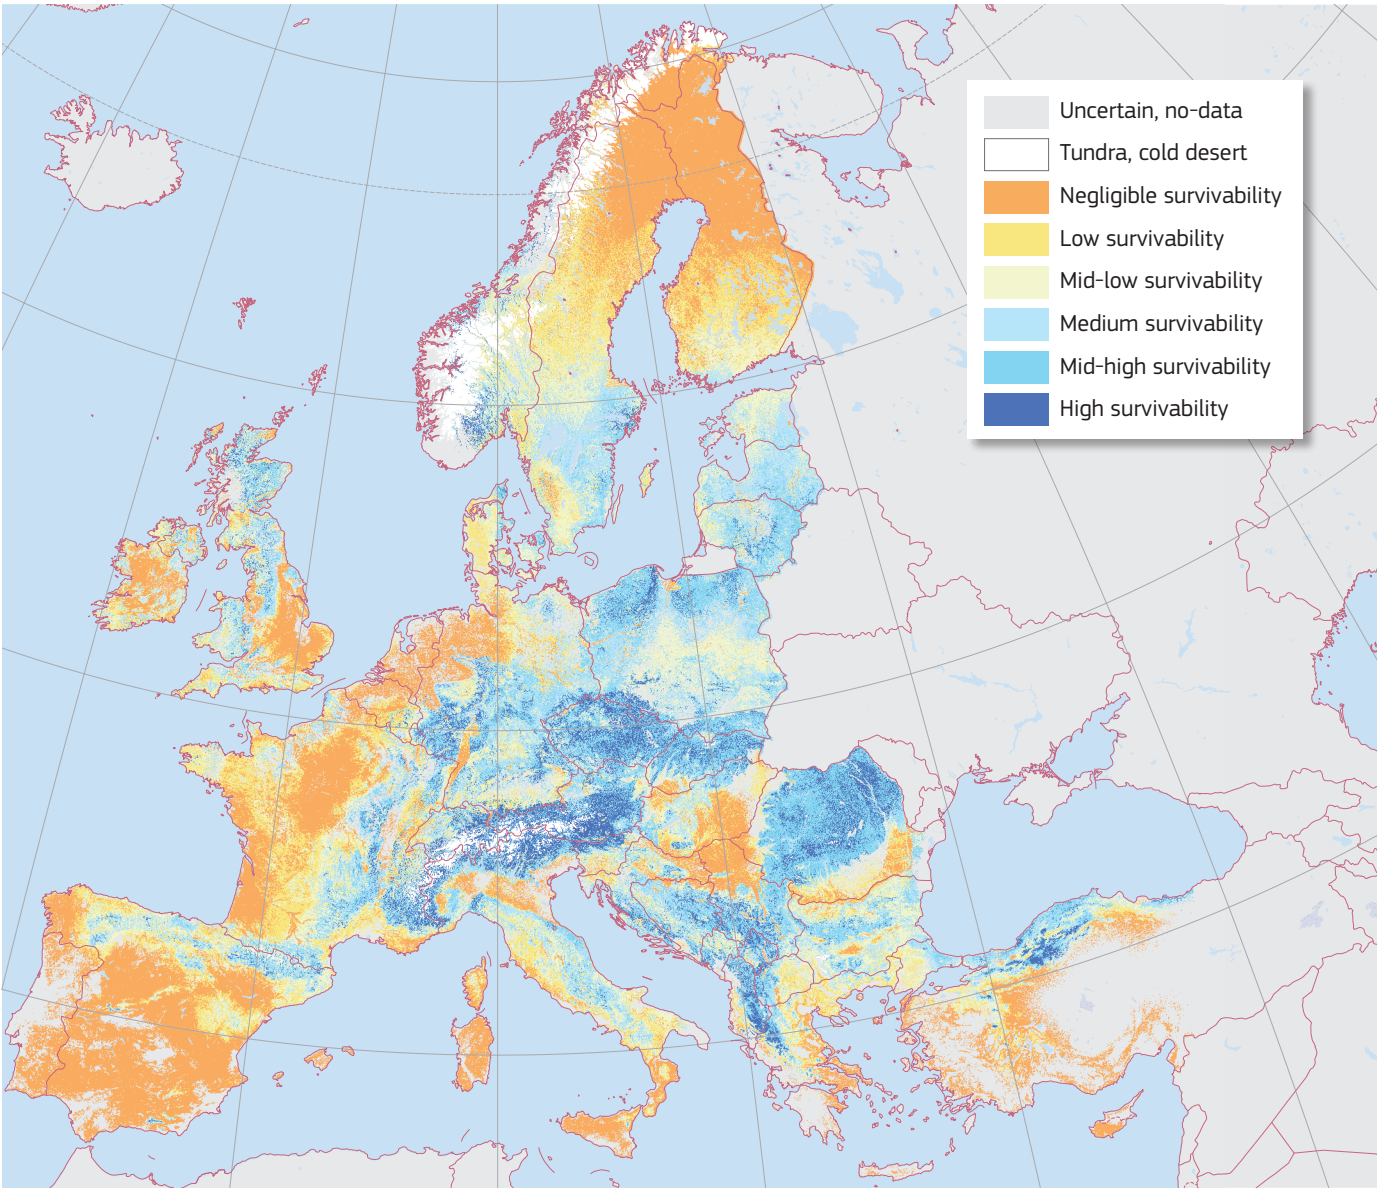 Uncertain, no-data
Tundra, cold desert
Negligible survivability
Low survivability
Mid-low survivability
Medium survivability
Mid-high survivability
High survivability